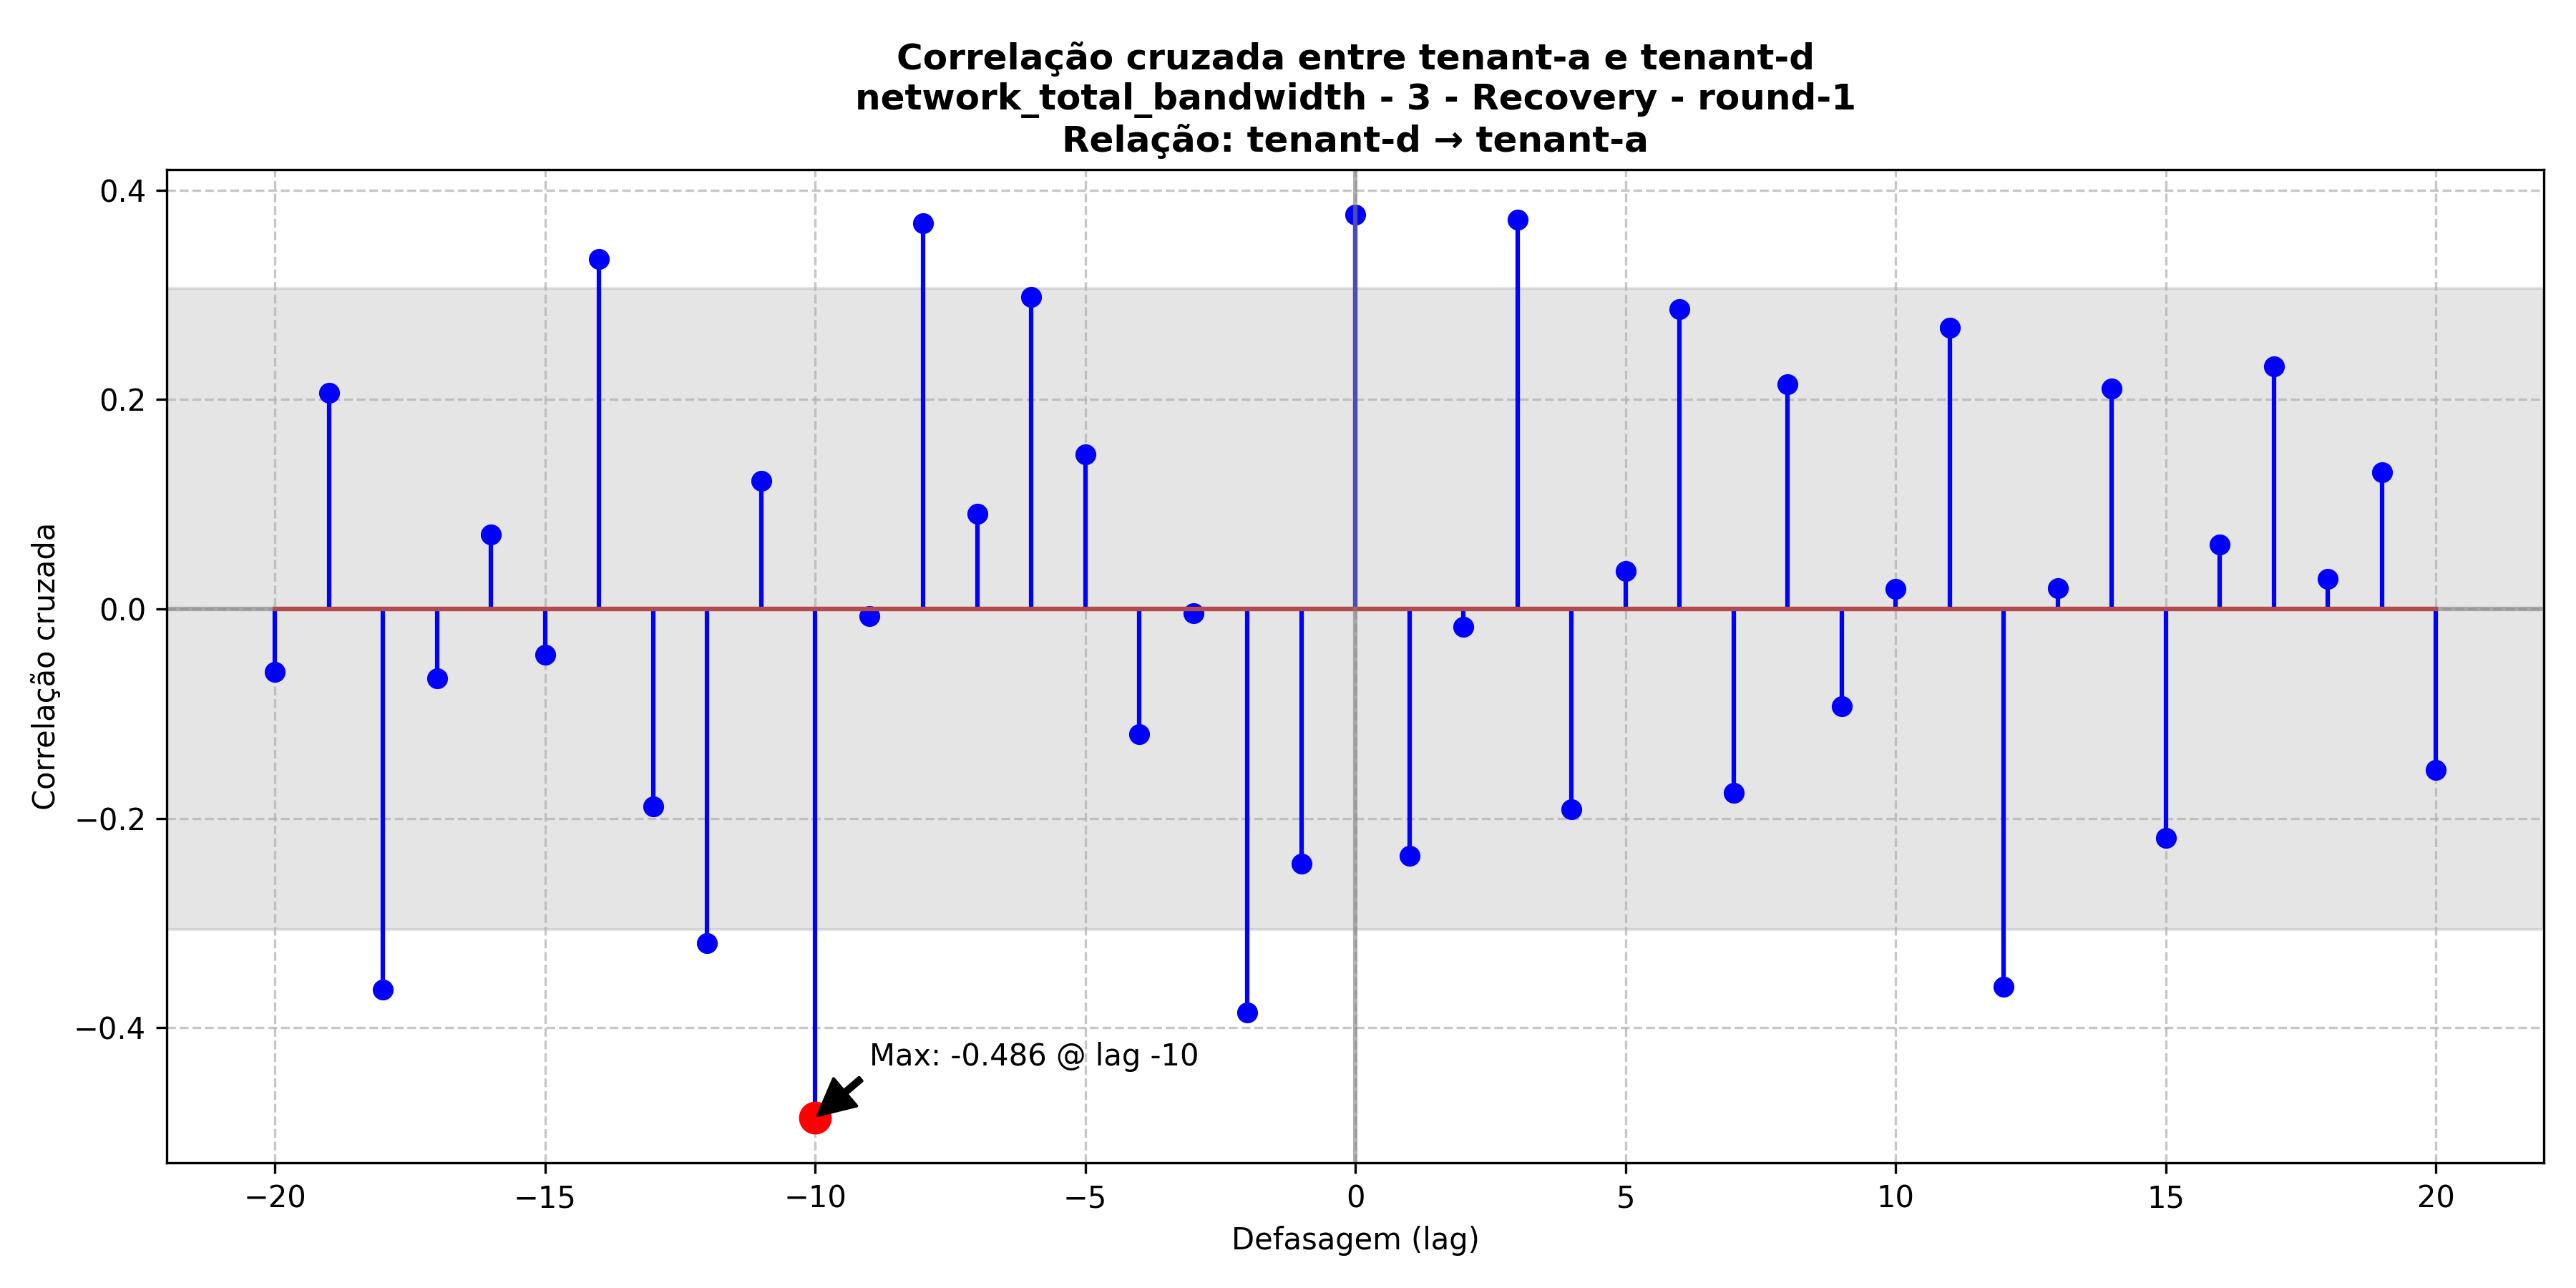 Correlação cruzada entre tenant-a e tenant-d
network_total_bandwidth - 3 - Recovery - round-1
Relação: tenant-d → tenant-a
0.4
0.2
0.0
−0.2
−0.4
Correlação cruzada
Max: -0.486 @ lag -10
−20 −15 −10 −5 0 5 10 15 20
Defasagem (lag)